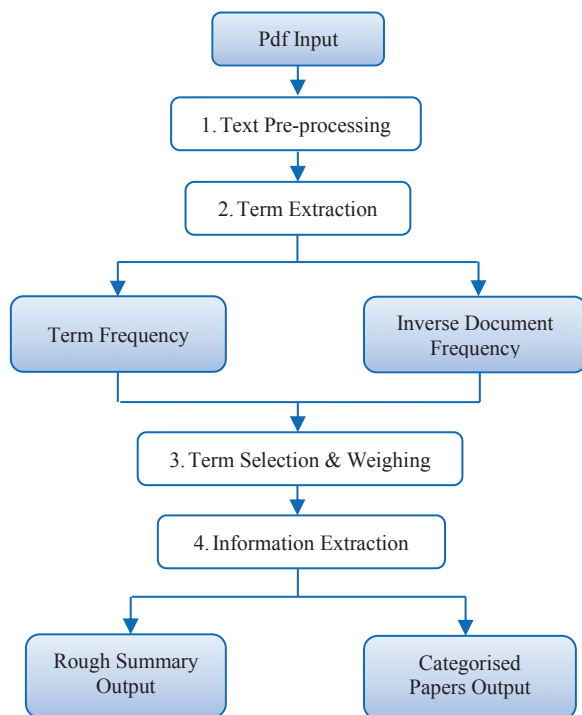 Pdf Input
1. Text Pre-processing
2. Term Extraction
Term Frequency
Inverse Document
Frequency
3. Term Selection & Weighing
4. Information Extraction
Rough Summary
Output
Categorised
Papers Output